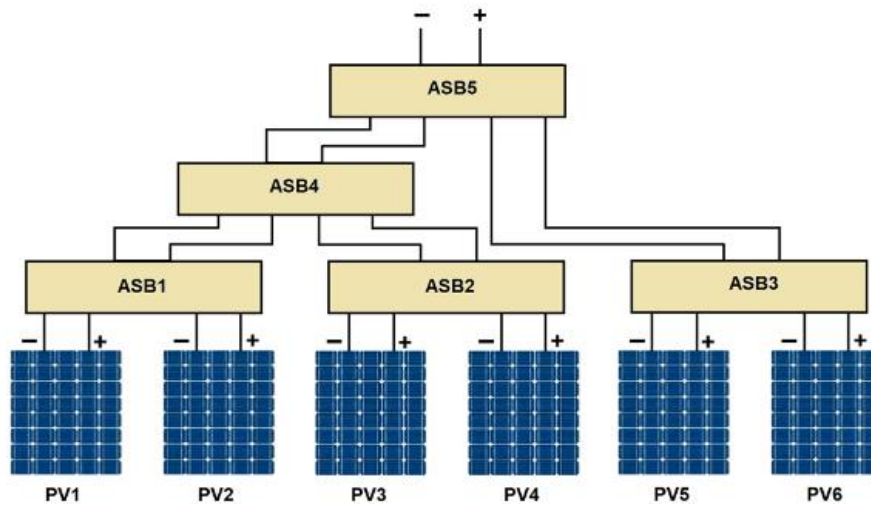 − +
ASB5
ASB4
ASB1 ASB2 ASB3
− + − + − + − + − + − +
PV1 PV2 PV3 PV4 PV5 PV6